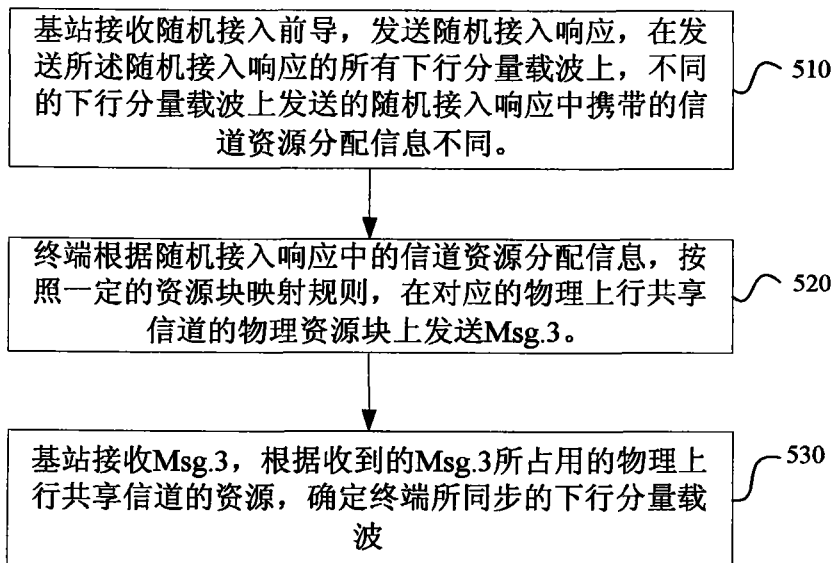 基站接收随机接入前导，发送随机接入响应，在发
送所述随机接入响应的所有下行分量载波上，不同
的下行分量载波上发送的随机接入响应中携带的信
道资源分配信息不同。
510
终端根据随机接入响应中的信道资源分配信息，按
照一定的资源块映射规则，在对应的物理上行共享
信道的物理资源块上发送Msg.3。
520
基站接收Msg.3，根据收到的Msg.3所占用的物理上
行共享信道的资源，确定终端所同步的下行分量载
波
530